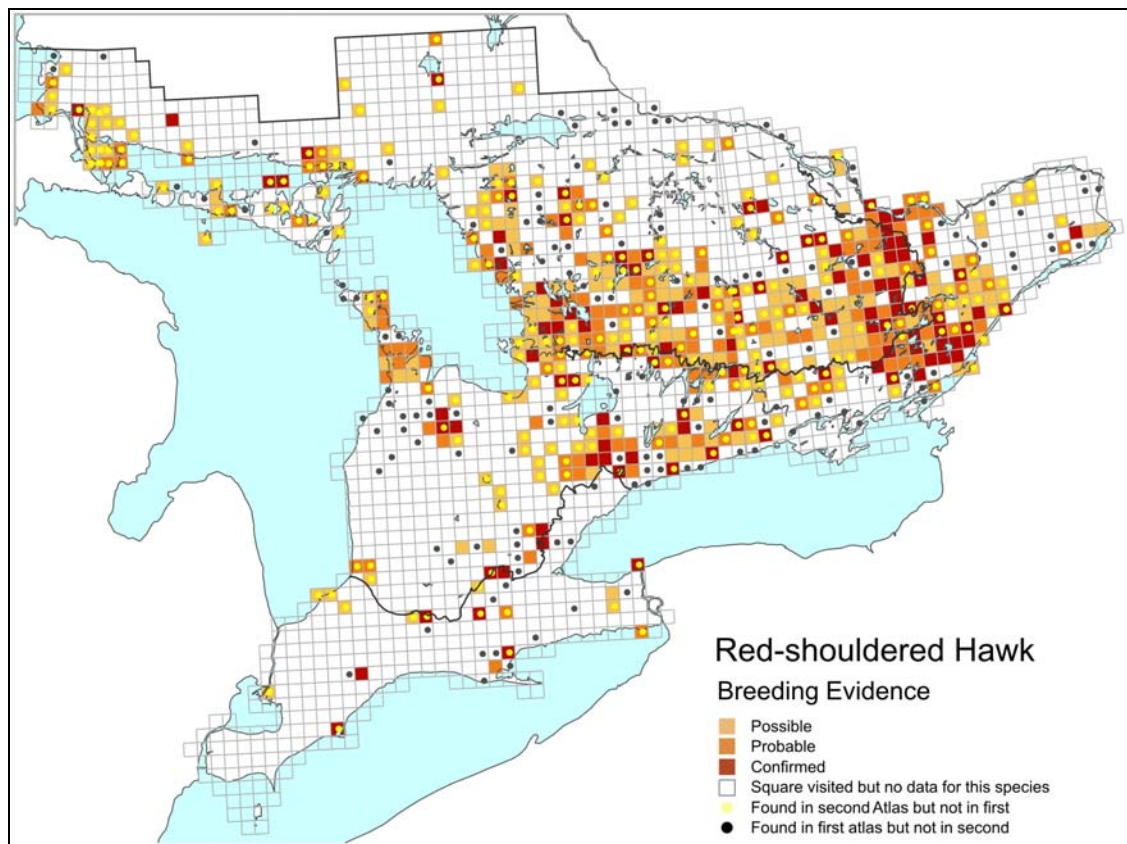 Red-shouldered Hawk
Breeding Evidence
Possible
Probable
Confirmed
Square visited but no data for this species
Found in second Atlas but not in first
Found in first atlas but not in second